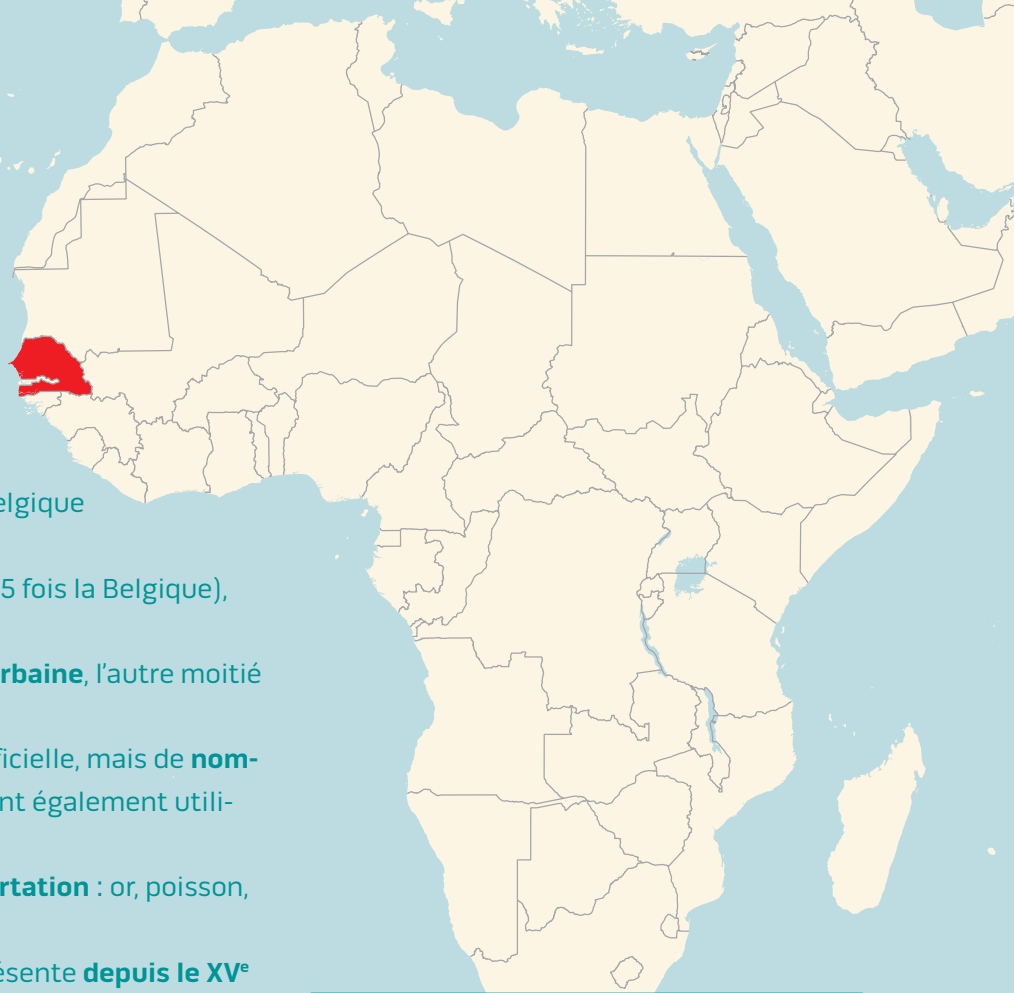 elgique
5 fois la Belgique),
rbaine, l'autre moitié
ficielle, mais de nom-
nt également utili-
rtation : or, poisson,
ésente depuis le XVe